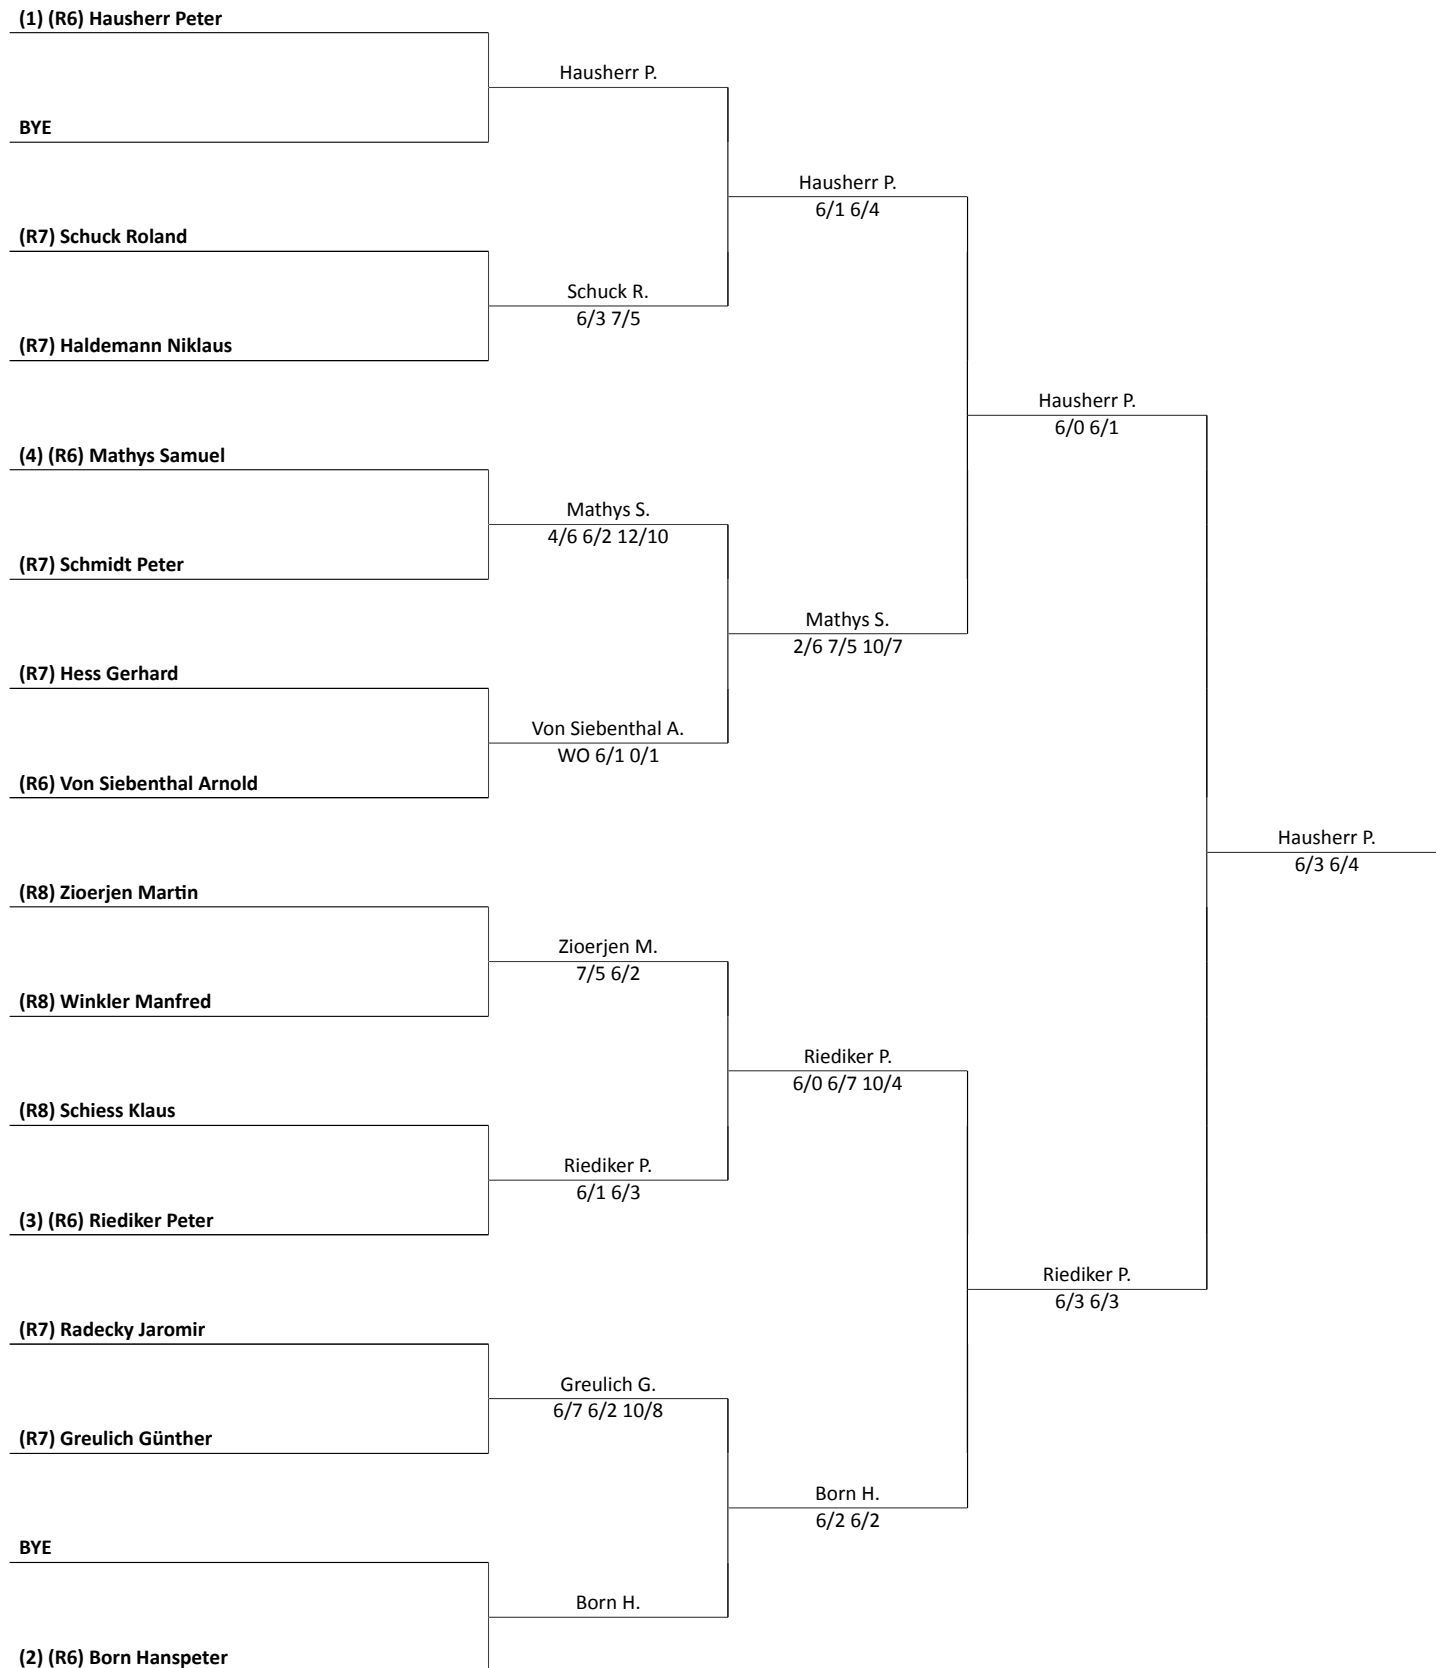 (1) (R6) Hausherr Peter
Hausherr P.
BYE
Hausherr P.
6/1 6/4
(R7) Schuck Roland
Schuck R.
6/3 7/5
(R7) Haldemann Niklaus
Hausherr P.
6/0 6/1
(4) (R6) Mathys Samuel
Mathys S.
4/6 6/2 12/10
(R7) Schmidt Peter
Mathys S.
2/6 7/5 10/7
(R7) Hess Gerhard
Von Siebenthal A.
WO 6/1 0/1
(R6) Von Siebenthal Arnold
Hausherr P.
6/3 6/4
(R8) Zioerjen Martin
Zioerjen M.
7/5 6/2
(R8) Winkler Manfred
Riediker P.
6/0 6/7 10/4
(R8) Schiess Klaus
Riediker P.
6/1 6/3
(3) (R6) Riediker Peter
Riediker P.
6/3 6/3
(R7) Radecky Jaromir
Greulich G.
6/7 6/2 10/8
(R7) Greulich Günther
Born H.
6/2 6/2
BYE
Born H.
(2) (R6) Born Hanspeter